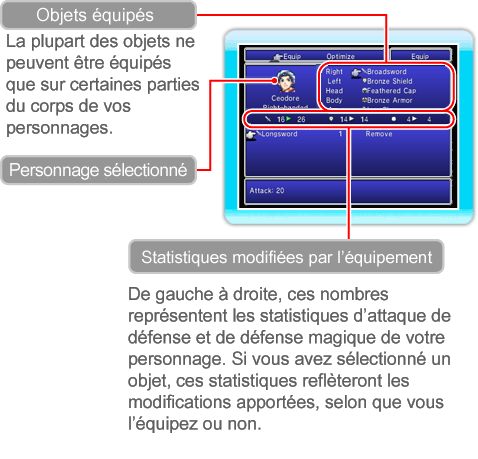 Objets équipés
La plupart des objets ne
peuvent être équipés
que sur certaines parties
du corps de vos
personnages.
Personnage sélectionné
Equip Optimize Equip
Ceodore
Right-handed
Right Broadsword
Left Bronze Shield
Head Feathered Cap
Body Bronze Armor
16 ► 26 14 ► 14 4 ► 4
Longsword 1 Remove
Attack: 20
Statistiques modifiées par l'équipement
De gauche à droite, ces nombres
représentent les statistiques d'attaque de
défense et de défense magique de votre
personnage. Si vous avez sélectionné un
objet, ces statistiques reflèteront les
modifications apportées, selon que vous
l'équipez ou non.